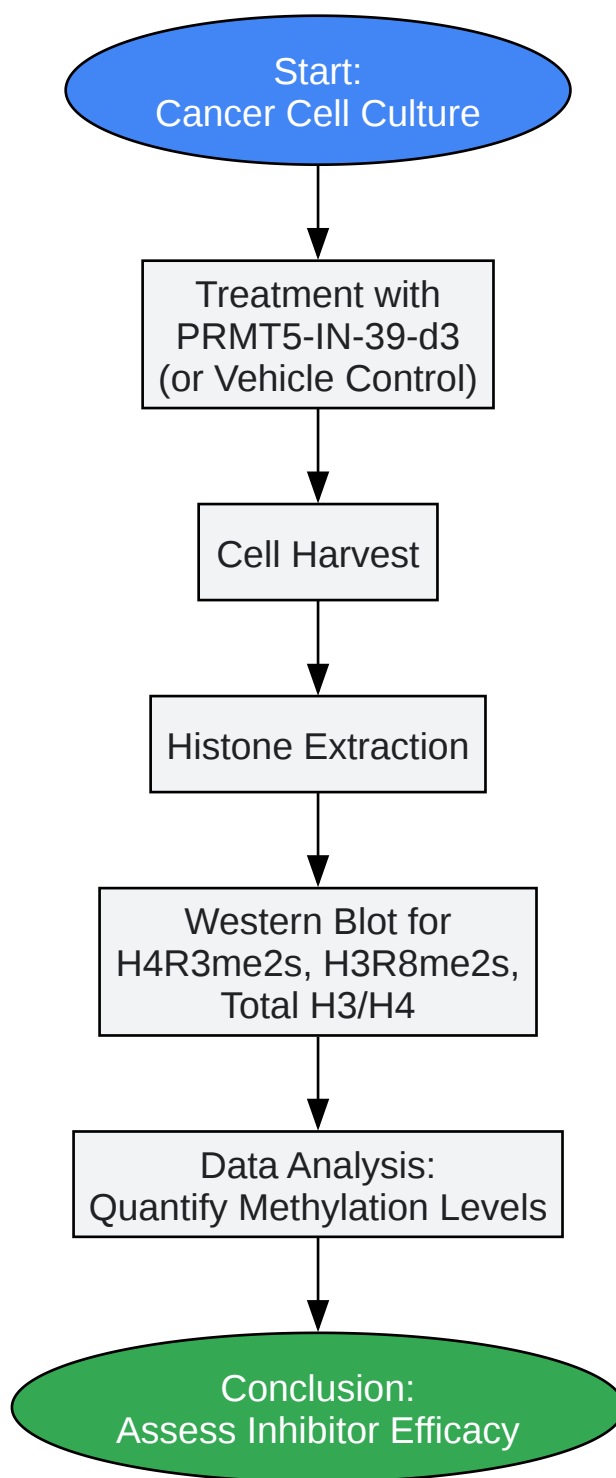 Start:
Cancer Cell Culture
Treatment with
PRMT5-IN-39-d3
(or Vehicle Control)
Cell Harvest
Histone Extraction
Western Blot for
H4R3me2s, H3R8me2s,
Total H3/H4
Data Analysis:
Quantify Methylation Levels
Conclusion:
Assess Inhibitor Efficacy